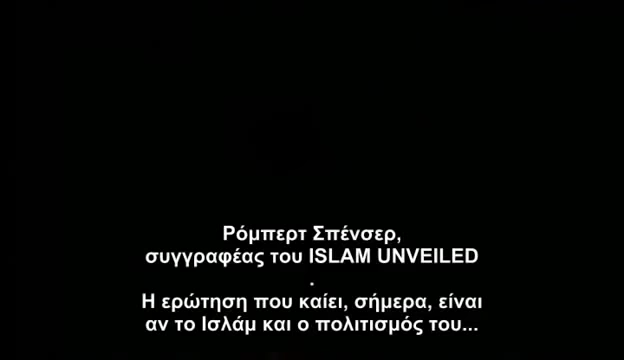 Ρόμπερτ Σπένσερ,
συγγραφέας του ISLAM UNVEILED
.
Η ερώτηση που καίει, σήμερα, είναι
αν το Ισλάμ και ο πολιτισμός του...